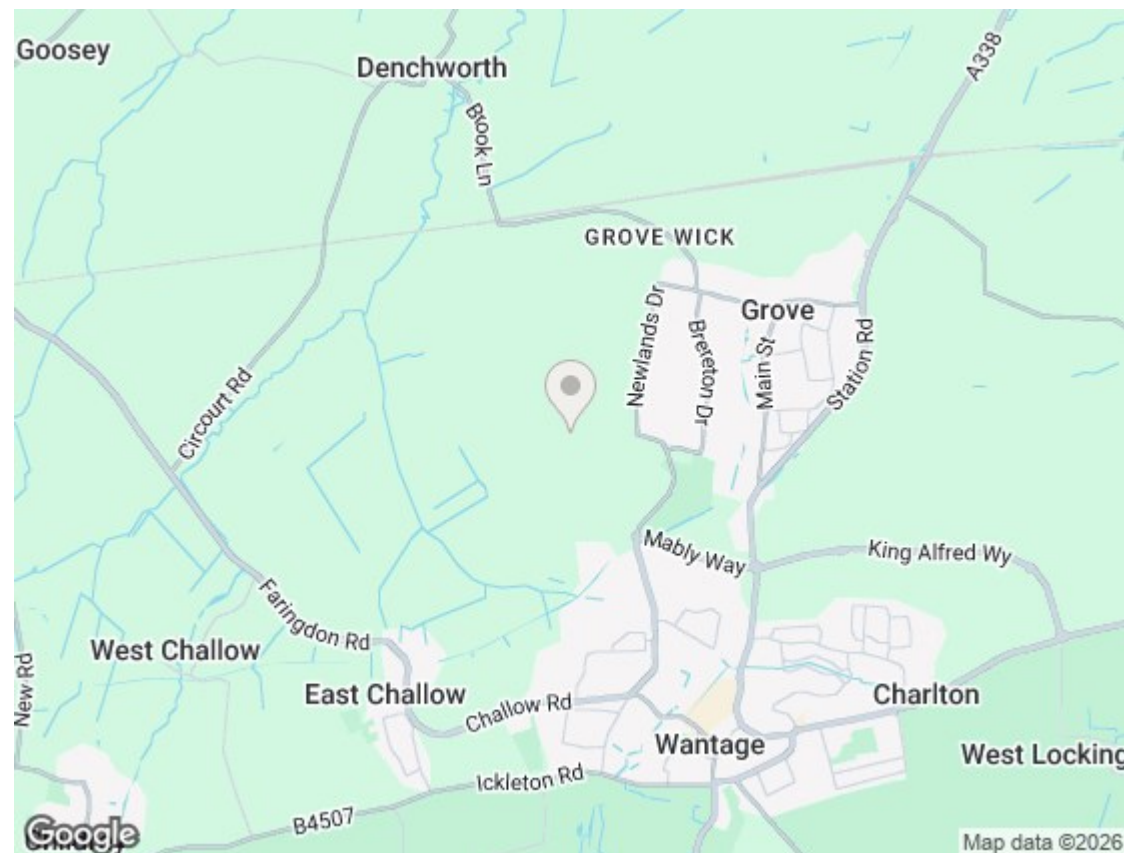 Goosey
Denchworth
A338
Brook Ln
GROVE WICK
Newlands Dr
Grove
Brereton Dr
Main St
Station Rd
Circourt Rd
Mably Way
King Alfred Wy
Faringdon Rd
West Challow
New Rd
East Challow
Challow Rd
Charlton
Wantage
West Locking
Ickleton Rd
B4507
Google
Map data ©2026